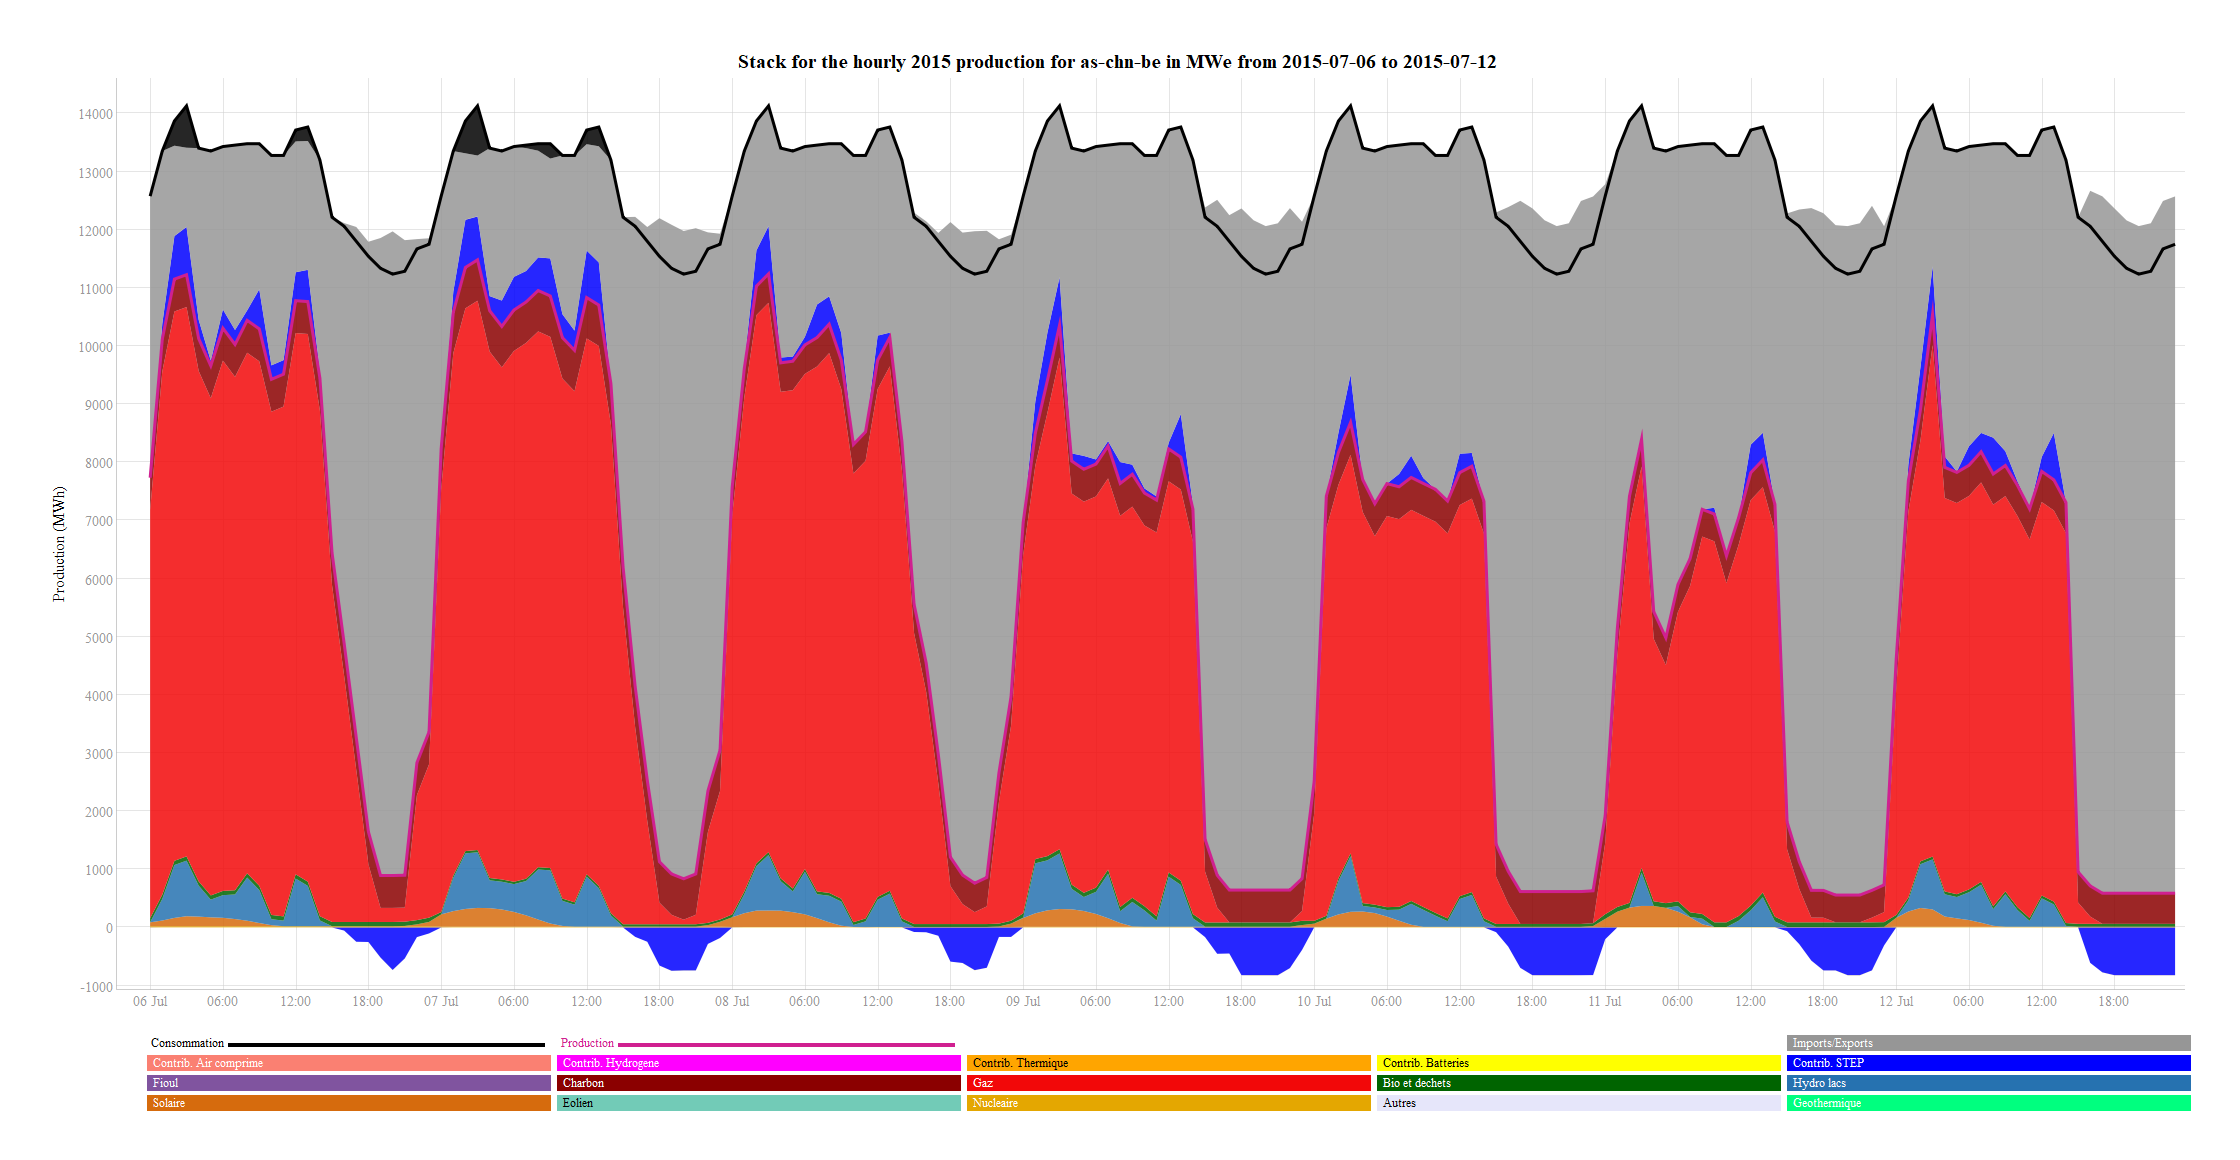 Stack for the hourly 2015 production for as-chn-be in MWe from 2015-07-06 to 2015-07-12
Production (MWh)
14000
13000
12000
11000
10000
9000
8000
7000
6000
5000
4000
3000
2000
1000
0
-1000
06 Jul 06:00 12:00 18:00 07 Jul 06:00 12:00 18:00 08 Jul 06:00 12:00 18:00 09 Jul 06:00 12:00 18:00 10 Jul 06:00 12:00 18:00 11 Jul 06:00 12:00 18:00 12 Jul 06:00 12:00 18:00
Consommation Production Imports/Exports
Contrib. Air comprime Contrib. Hydrogene Contrib. Thermique Contrib. Batteries Contrib. STEP
Fioul Charbon Gaz Bio et dechets Hydro lacs
Solaire Eolien Nucleaire Autres Geothermique